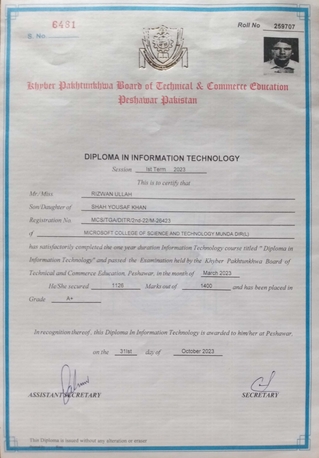 S. No. 6481
Roll No 259707
Khyber Pakhtunkhwa Board of Technical & Commerce Education
Peshawar Pakistan
DIPLOMA IN INFORMATION TECHNOLOGY
Session Ist Term 2023
This is to certify that
Mr./Miss RIZWAN ULLAH
Son/Daughter of SHAH YOUSAF KHAN
Registration No. MCS/TGA/DITR/2nd-22/M-26423
of MICROSOFT COLLEGE OF SCIENCE AND TECHNOLOGY MUNDA DIR(L)
has satisfactorily completed the one year duration Information Technology course titled " Diploma in
Information Technology" and passed the Examination held by the Khyber Pakhtunkhwa Board of
Technical and Commerce Education, Peshawar, in the month of March 2023
He/She secured 1126 Marks out of 1400 and has been placed in
Grade A+
In recognition thereof, this Diploma In Information Technology is awarded to him/her at Peshawar.
on the 31st day of October 2023
ASSISTANT SECRETARY
SECRETARY
This Diploma is issued without any alteration or erasure